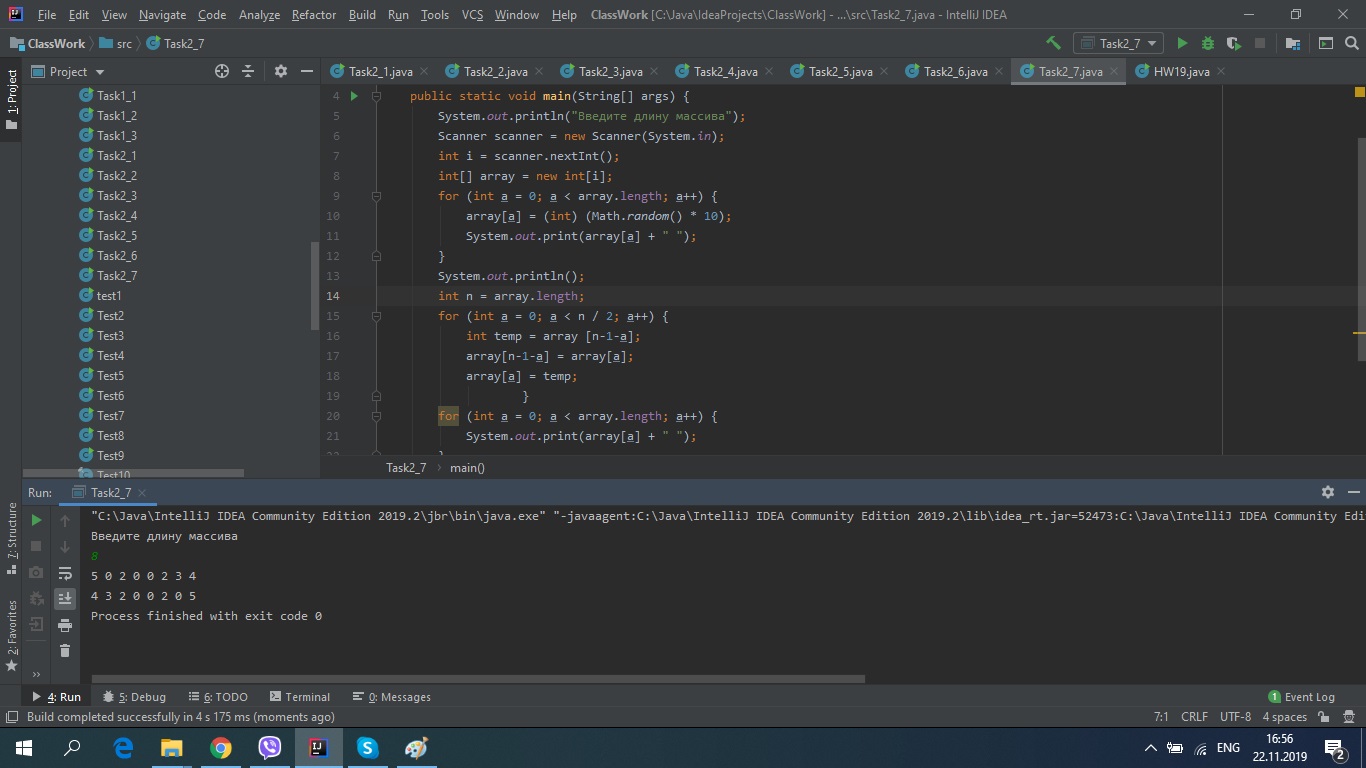 File Edit View Navigate Code Analyze Refactor Build Run Tools VCS Window Help ClassWork [C:\Java\IdeaProjects\ClassWork] - ...\src\Task2_7.java - IntelliJ IDEA
ClassWork src Task2_7 Task2_7
1: Project
Project
Task2_1.java Task2_2.java Task2_3.java Task2_4.java Task2_5.java Task2_6.java Task2_7.java HW19.java
Task1_1
Task1_2
Task1_3
Task2_1
Task2_2
Task2_3
Task2_4
Task2_5
Task2_6
Task2_7
test1
Test2
Test3
Test4
Test5
Test6
Test7
Test8
Test9
Test10
4 public static void main(String[] args) {
5 System.out.println("Введите длину массива");
6 Scanner scanner = new Scanner(System.in);
7 int i = scanner.nextInt();
8 int[] array = new int[i];
9 for (int a = 0; a < array.length; a++) {
10 array[a] = (int) (Math.random() * 10);
11 System.out.print(array[a] + " ");
12 }
13 System.out.println();
14 int n = array.length;
15 for (int a = 0; a < n / 2; a++) {
16 int temp = array [n-1-a];
17 array[n-1-a] = array[a];
18 array[a] = temp;
19 }
20 for (int a = 0; a < array.length; a++) {
21 System.out.print(array[a] + " ");
22 }
Task2_7 main()
Run: Task2_7
"C:\Java\IntelliJ IDEA Community Edition 2019.2\jbr\bin\java.exe" "-javaagent:C:\Java\IntelliJ IDEA Community Edition 2019.2\lib\idea_rt.jar=52473:C:\Java\IntelliJ IDEA Community Edi
Введите длину массива
8
5 0 2 0 0 2 3 4
4 3 2 0 0 2 0 5
Process finished with exit code 0
7: Structure
2: Favorites
4: Run 5: Debug 6: TODO Terminal 0: Messages 1 Event Log
Build completed successfully in 4 s 175 ms (moments ago) 7:1 CRLF UTF-8 4 spaces
ENG 16:56
22.11.2019 2